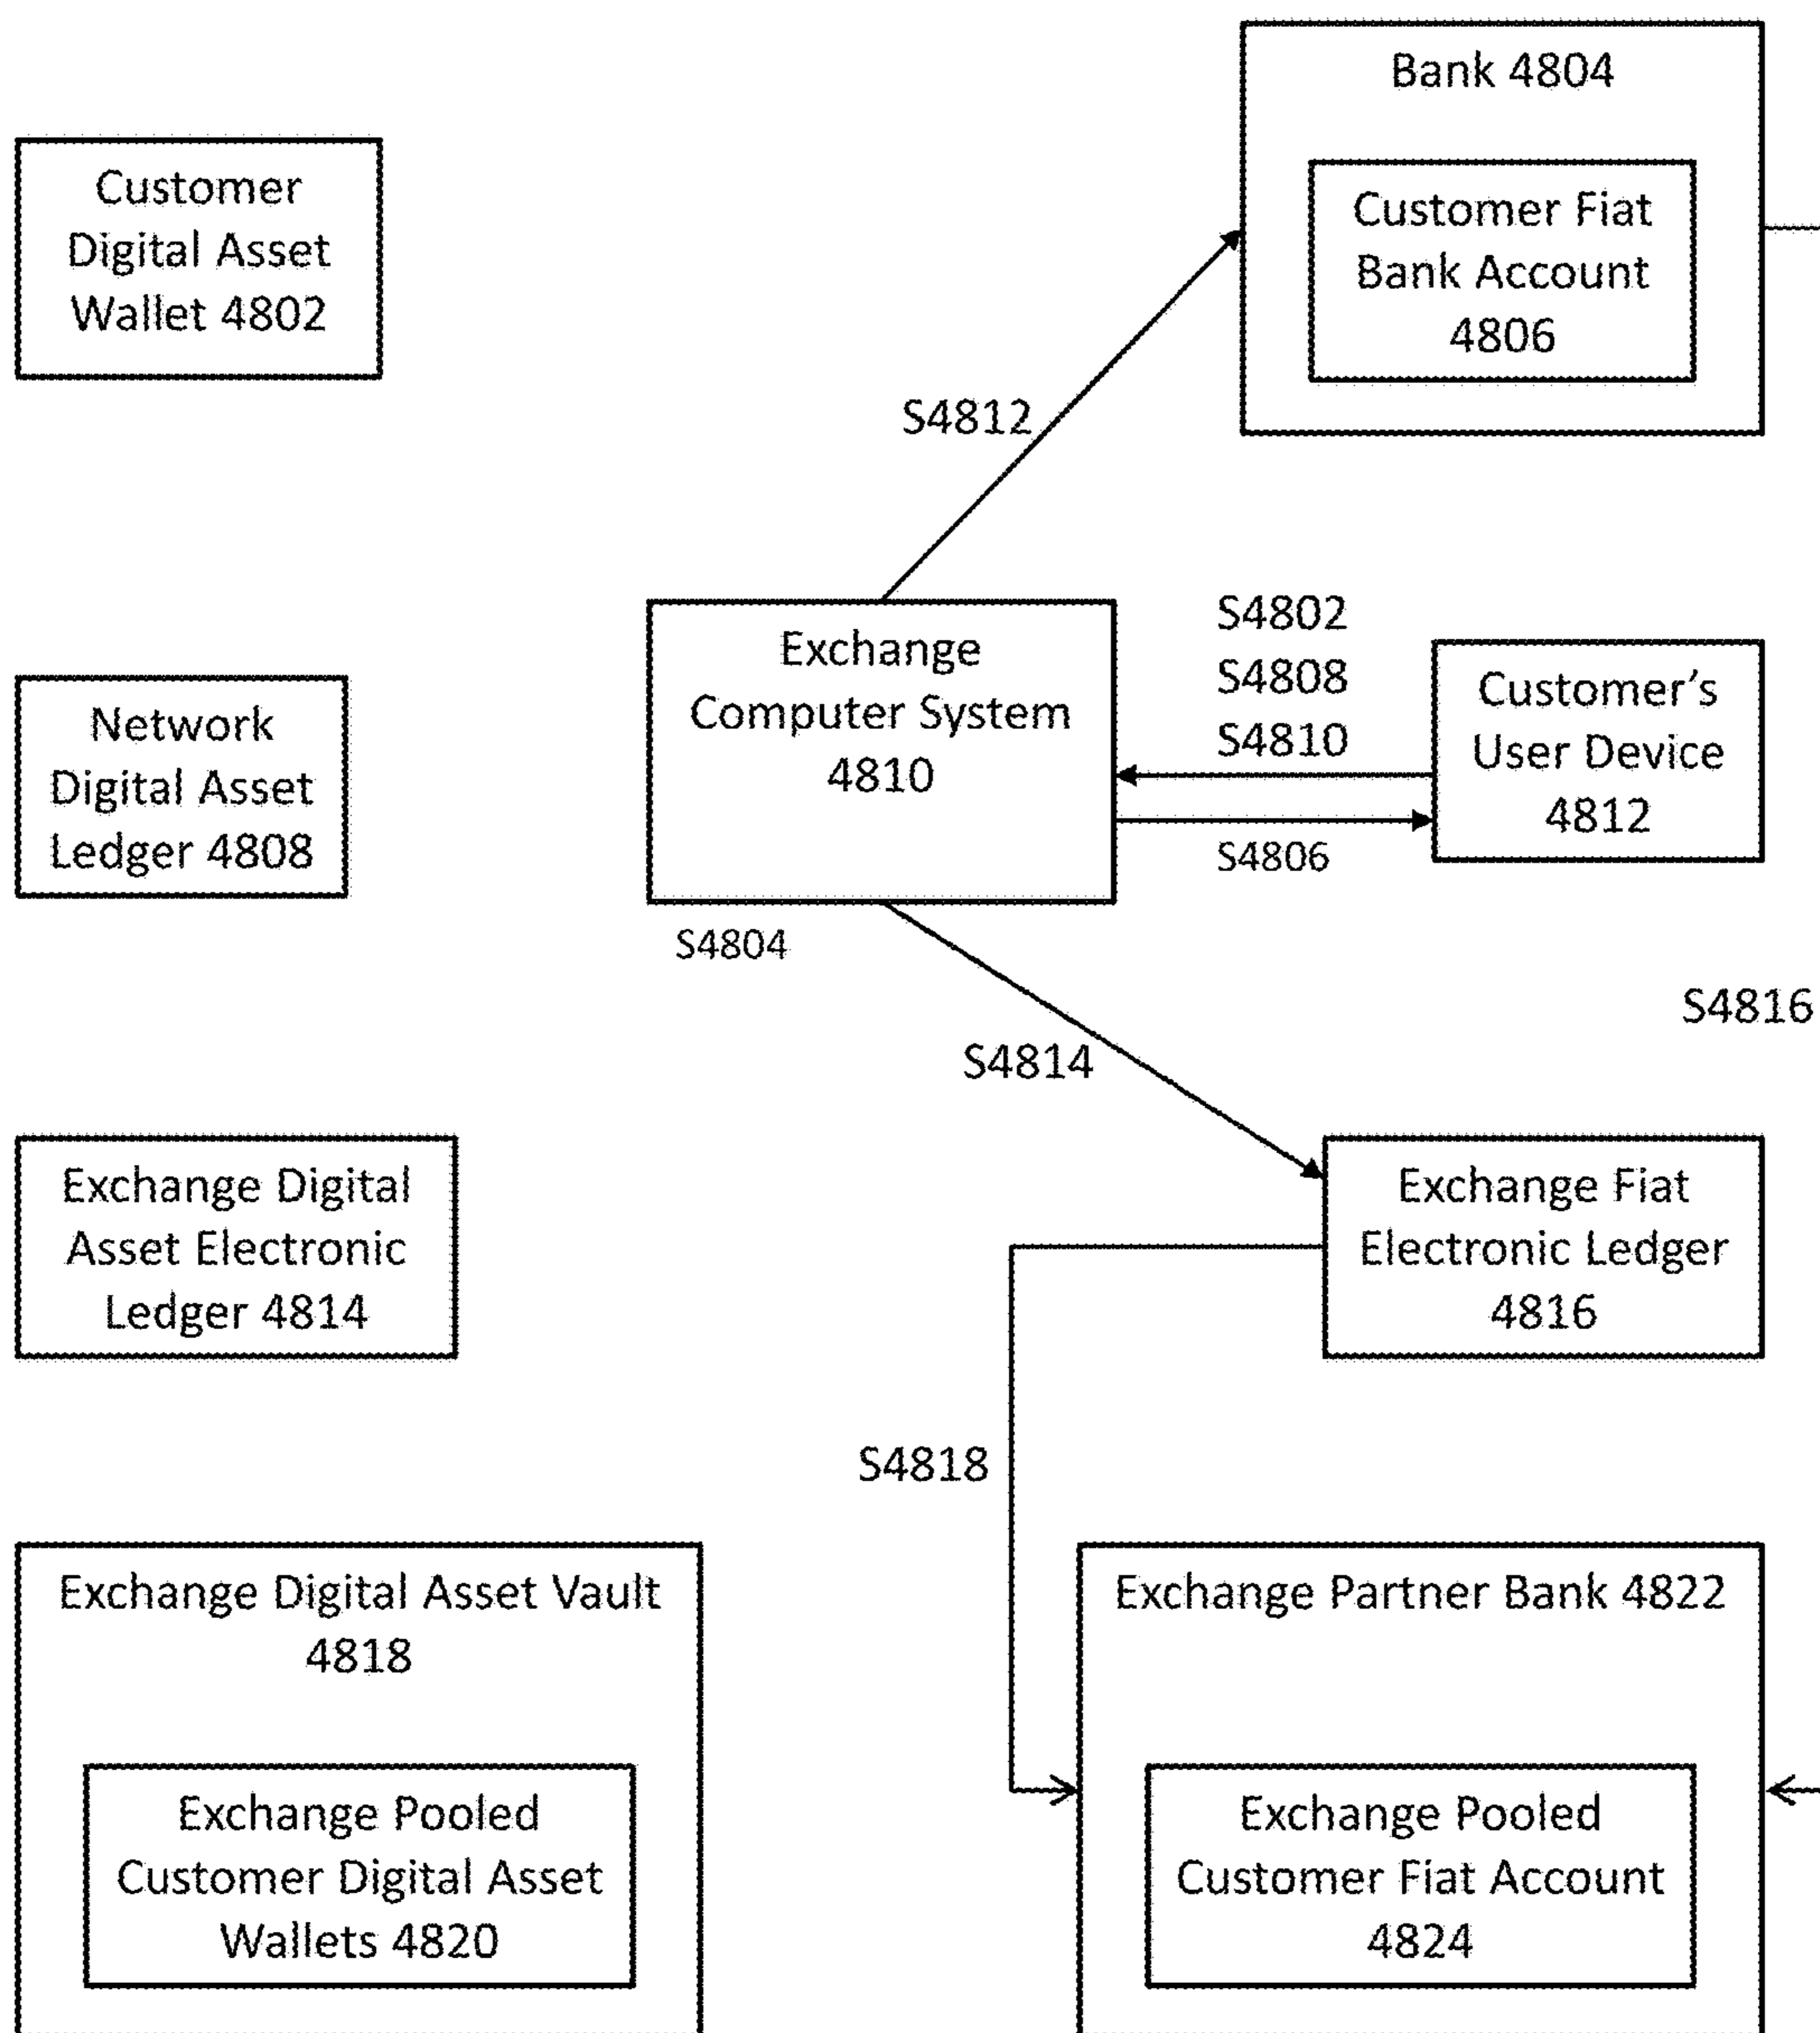 Bank 4804
Customer
Digital Asset
Wallet 4802
Customer Fiat
Bank Account
4806
S4812
Exchange
Computer System
4810
S4802
S4808
S4810
S4806
Customer's
User Device
4812
Network
Digital Asset
Ledger 4808
S4804
S4816
S4814
Exchange Digital
Asset Electronic
Ledger 4814
Exchange Fiat
Electronic Ledger
4816
S4818
Exchange Digital Asset Vault
4818
Exchange Pooled
Customer Digital Asset
Wallets 4820
Exchange Partner Bank 4822
Exchange Pooled
Customer Fiat Account
4824